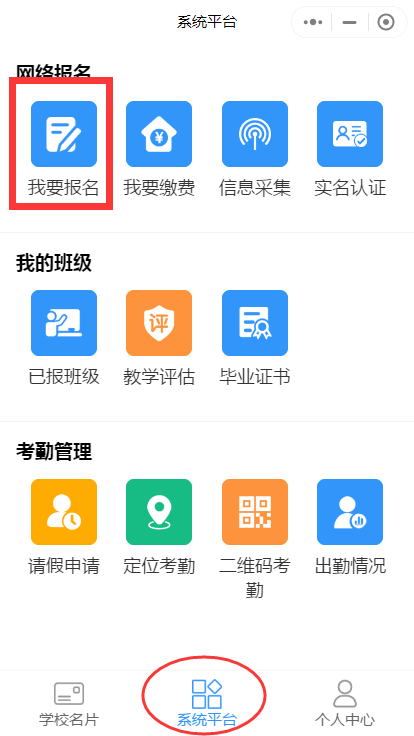 系统平台
网络报名
我要报名
我要缴费
信息采集
实名认证
我的班级
评
已报班级
教学评估
毕业证书
考勤管理
请假申请
定位考勤
二维码考
勤
出勤情况
学校名片
系统平台
个人中心